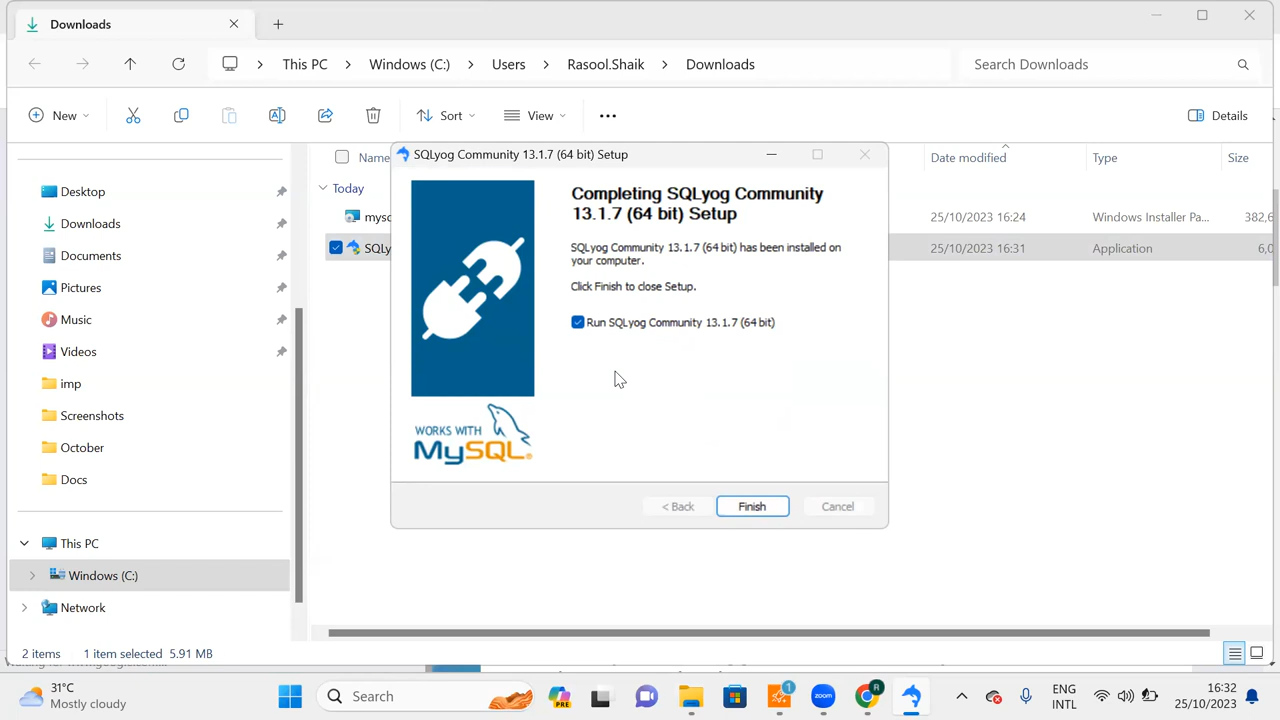 Downloads
This PC
Windows (C:)
Users
Rasool.Shaik
Downloads
Search Downloads
New
Sort
View
Details
Name
Date modified
Type
Size
Today
25/10/2023 16:24
Windows Installer Pa...
382,6
SQLy
25/10/2023 16:31
Application
6,0
Desktop
Downloads
Documents
Pictures
Music
Videos
imp
Screenshots
October
Docs
This PC
Windows (C:)
Network
SQLyog Community 13.1.7 (64 bit) Setup
Completing SQLyog Community
13.1.7 (64 bit) Setup
SQLyog Community 13.1.7 (64 bit) has been installed on
your computer.
Click Finish to close Setup.
Run SQLyog Community 13.1.7 (64 bit)
WORKS WITH
MySQL®
< Back
Finish
Cancel
2 items
1 item selected 5.91 MB
31°C
Mostly cloudy
Search
PRE
1
zoom
R
ENG
INTL
16:32
25/10/2023